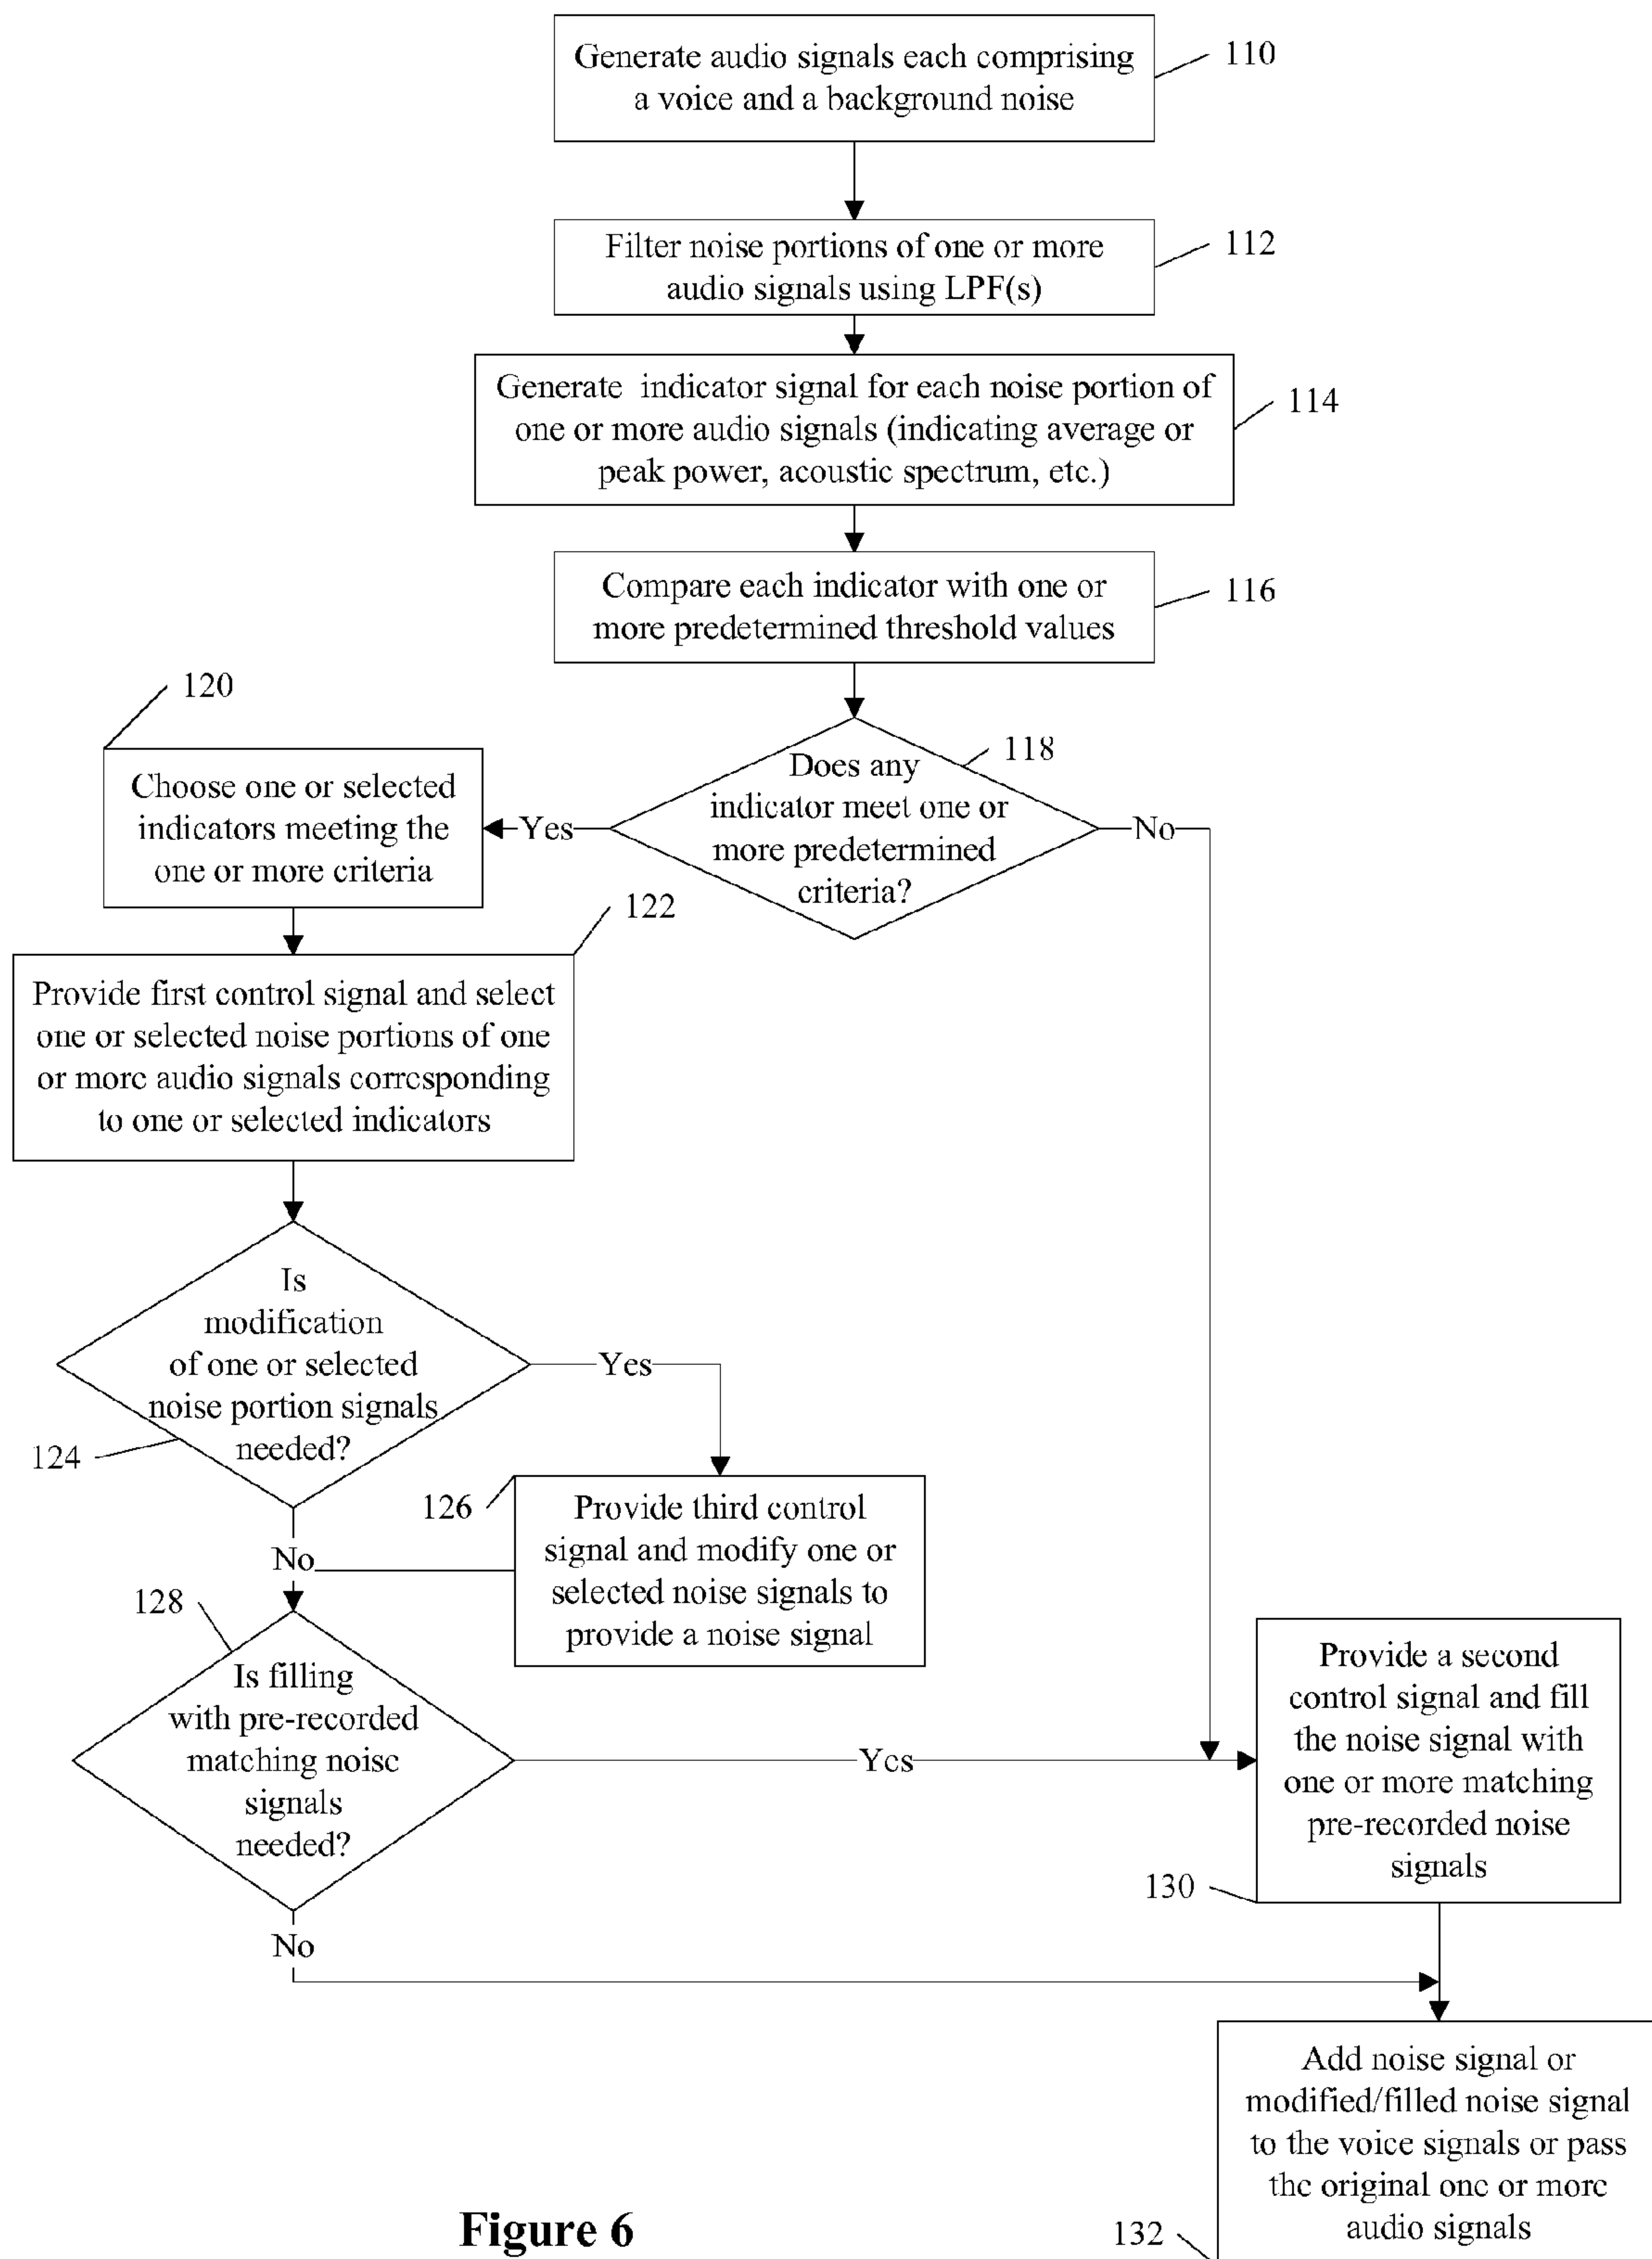 Generate audio signals each comprising
a voice and a background noise
110
Filter noise portions of one or more
audio signals using LPF(s)
112
Generate indicator signal for each noise portion of
one or more audio signals (indicating average or
peak power, acoustic spectrum, etc.)
114
Compare each indicator with one or
more predetermined threshold values
116
Does any
indicator meet one or
more predetermined
criteria?
118
Yes
No
120
Choose one or selected
indicators meeting the
one or more criteria
122
Provide first control signal and select
one or selected noise portions of one
or more audio signals corresponding
to one or selected indicators
Is
modification
of one or selected
noise portion signals
needed?
124
Yes
No
126
Provide third control
signal and modify one or
selected noise signals to
provide a noise signal
128
Is filling
with pre-recorded
matching noise
signals
needed?
Yes
No
Provide a second
control signal and fill
the noise signal with
one or more matching
pre-recorded noise
signals
130
Add noise signal or
modified/filled noise signal
to the voice signals or pass
the original one or more
audio signals
132
Figure 6